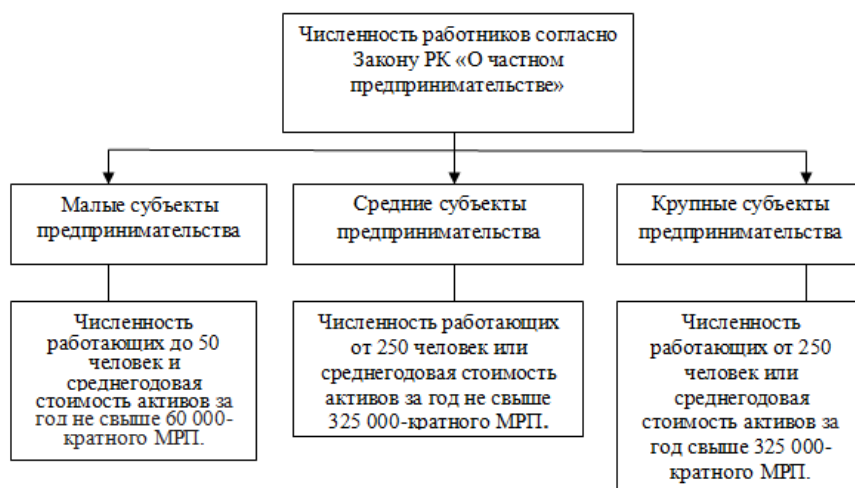 Численность работников согласно
Закону РК «О частном
предпринимательстве»
Малые субъекты
предпринимательства
Средние субъекты
предпринимательства
Крупные субъекты
предпринимательства
Численность
работающих до 50
человек и
среднегодовая
стоимость активов за
год не свыше 60 000-
кратного МРП.
Численность работающих
от 250 человек или
среднегодовая стоимость
активов за год не свыше
325 000-кратного МРП.
Численность
работающих от 250
человек или
среднегодовая
стоимость активов за
год свыше 325 000-
кратного МРП.